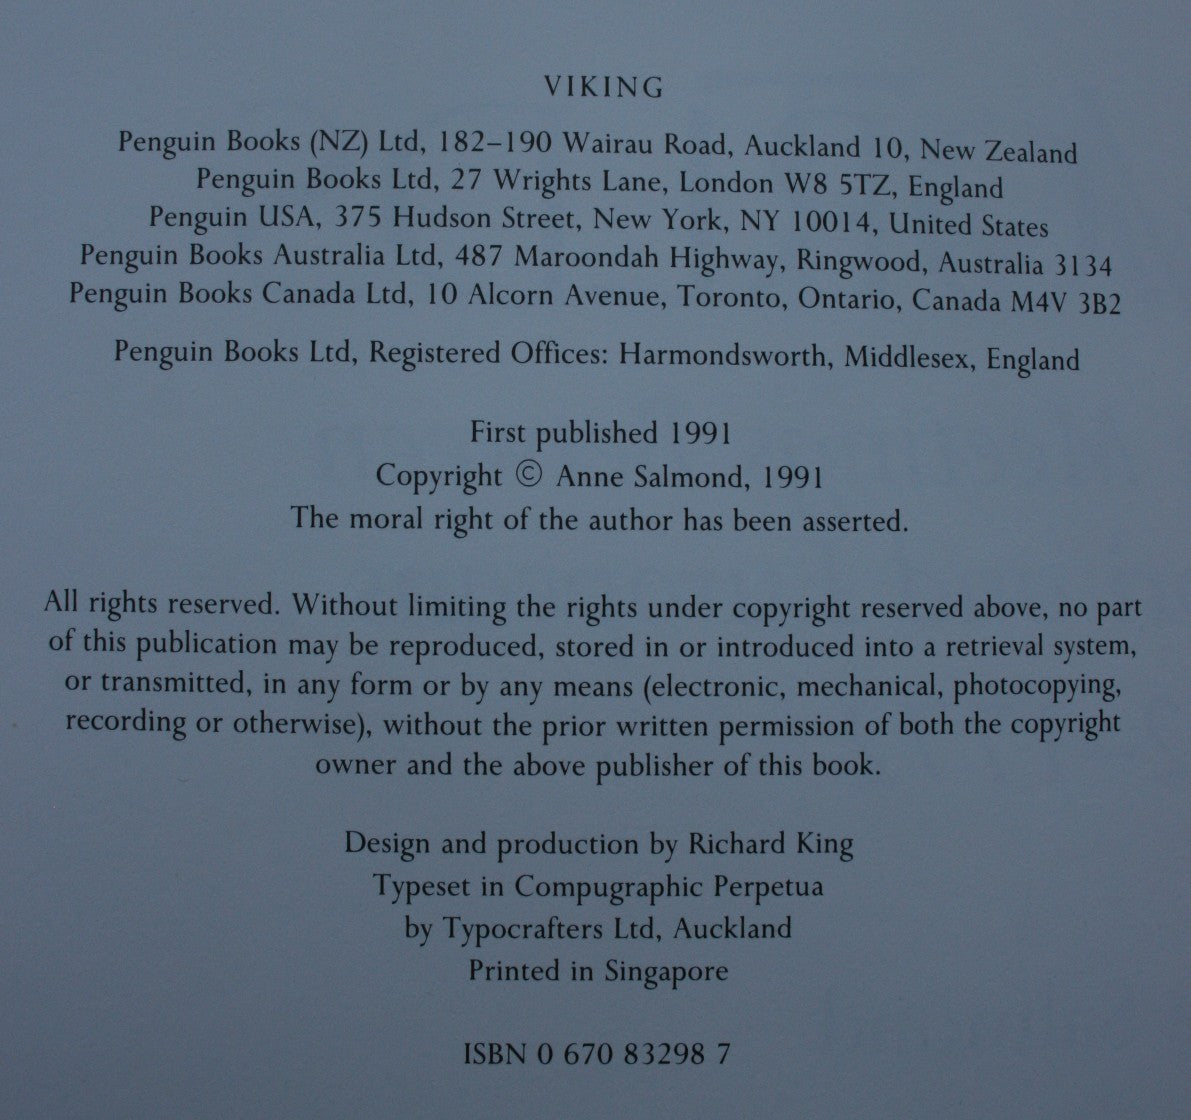 VIKING
Penguin Books (NZ) Ltd, 182–190 Wairau Road, Auckland 10, New Zealand
Penguin Books Ltd, 27 Wrights Lane, London W8 5TZ, England
Penguin USA, 375 Hudson Street, New York, NY 10014, United States
Penguin Books Australia Ltd, 487 Maroondah Highway, Ringwood, Australia 3134
Penguin Books Canada Ltd, 10 Alcorn Avenue, Toronto, Ontario, Canada M4V 3B2
Penguin Books Ltd, Registered Offices: Harmondsworth, Middlesex, England
First published 1991
Copyright © Anne Salmond, 1991
The moral right of the author has been asserted.
All rights reserved. Without limiting the rights under copyright reserved above, no part
of this publication may be reproduced, stored in or introduced into a retrieval system,
or transmitted, in any form or by any means (electronic, mechanical, photocopying,
recording or otherwise), without the prior written permission of both the copyright
owner and the above publisher of this book.
Design and production by Richard King
Typeset in Compugraphic Perpetua
by Typocrafters Ltd, Auckland
Printed in Singapore
ISBN 0 670 83298 7